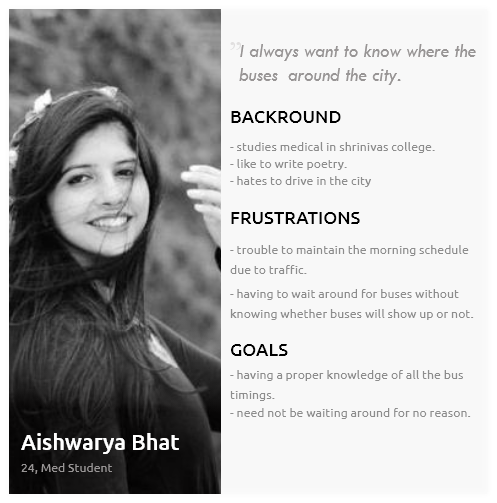 "I always want to know where the
buses around the city.
BACKROUND
- studies medical in shrinivas college.
- like to write poetry.
- hates to drive in the city
FRUSTRATIONS
- trouble to maintain the morning schedule
due to traffic.
- having to wait around for buses without
knowing whether buses will show up or not.
GOALS
- having a proper knowledge of all the bus
timings.
- need not be waiting around for no reason.
Aishwarya Bhat
24, Med Student